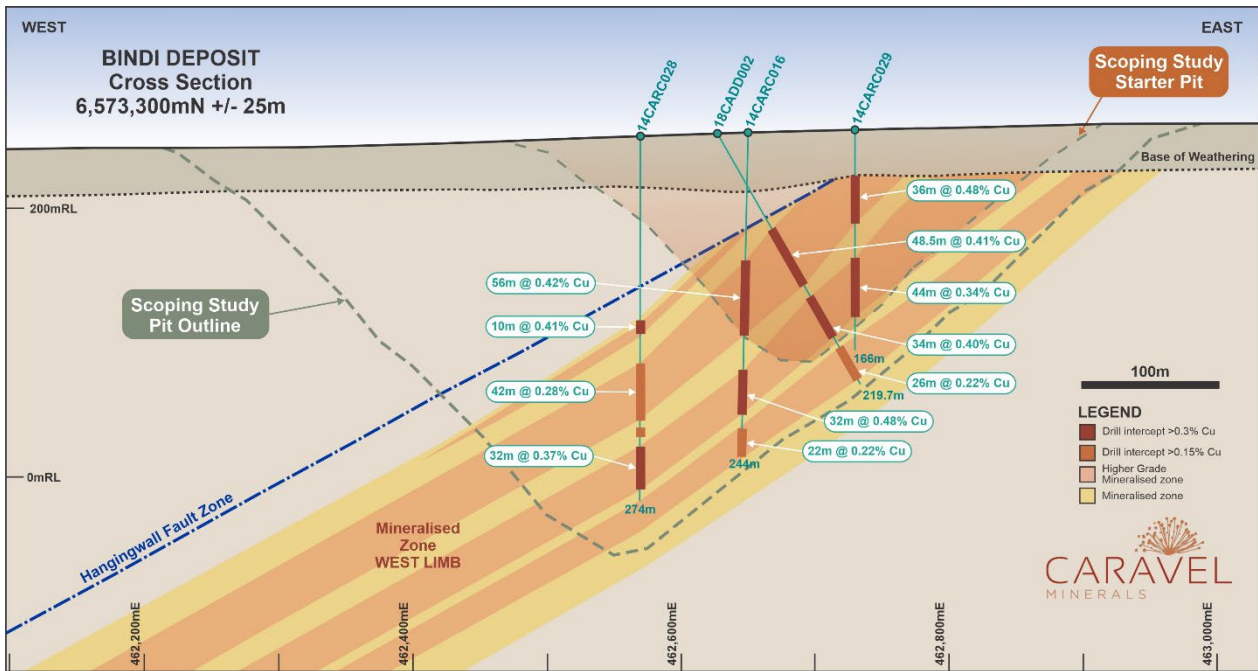 WEST
EAST
BINDI DEPOSIT
Cross Section
6,573,300mN +/- 25m
14CARC028
18CADD002
14CARC016
14CARC029
Scoping Study
Starter Pit
Base of Weathering
200mRL
36m @ 0.48% Cu
48.5m @ 0.41% Cu
56m @ 0.42% Cu
Scoping Study
Pit Outline
44m @ 0.34% Cu
10m @ 0.41% Cu
34m @ 0.40% Cu
166m
42m @ 0.28% Cu
26m @ 0.22% Cu
219.7m
32m @ 0.48% Cu
32m @ 0.37% Cu
22m @ 0.22% Cu
244m
0mRL
274m
100m
LEGEND
Drill intercept >0.3% Cu
Drill intercept >0.15% Cu
Higher Grade
Mineralised zone
Mineralised zone
Hangingwall Fault Zone
Mineralised
Zone
WEST LIMB
CARAVEL
MINERALS
462,200mE
462,400mE
462,600mE
462,800mE
463,000mE